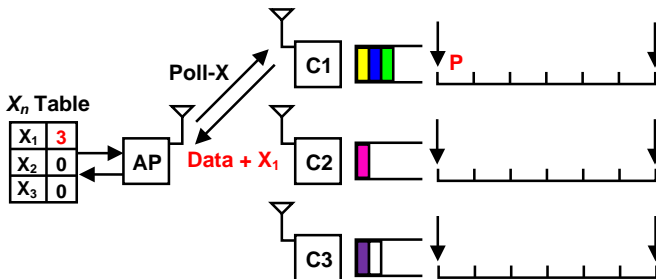 C1
Poll-X
P
Xn Table
X1 3
X2 0
X3 0
AP
Data + X1
C2
C3